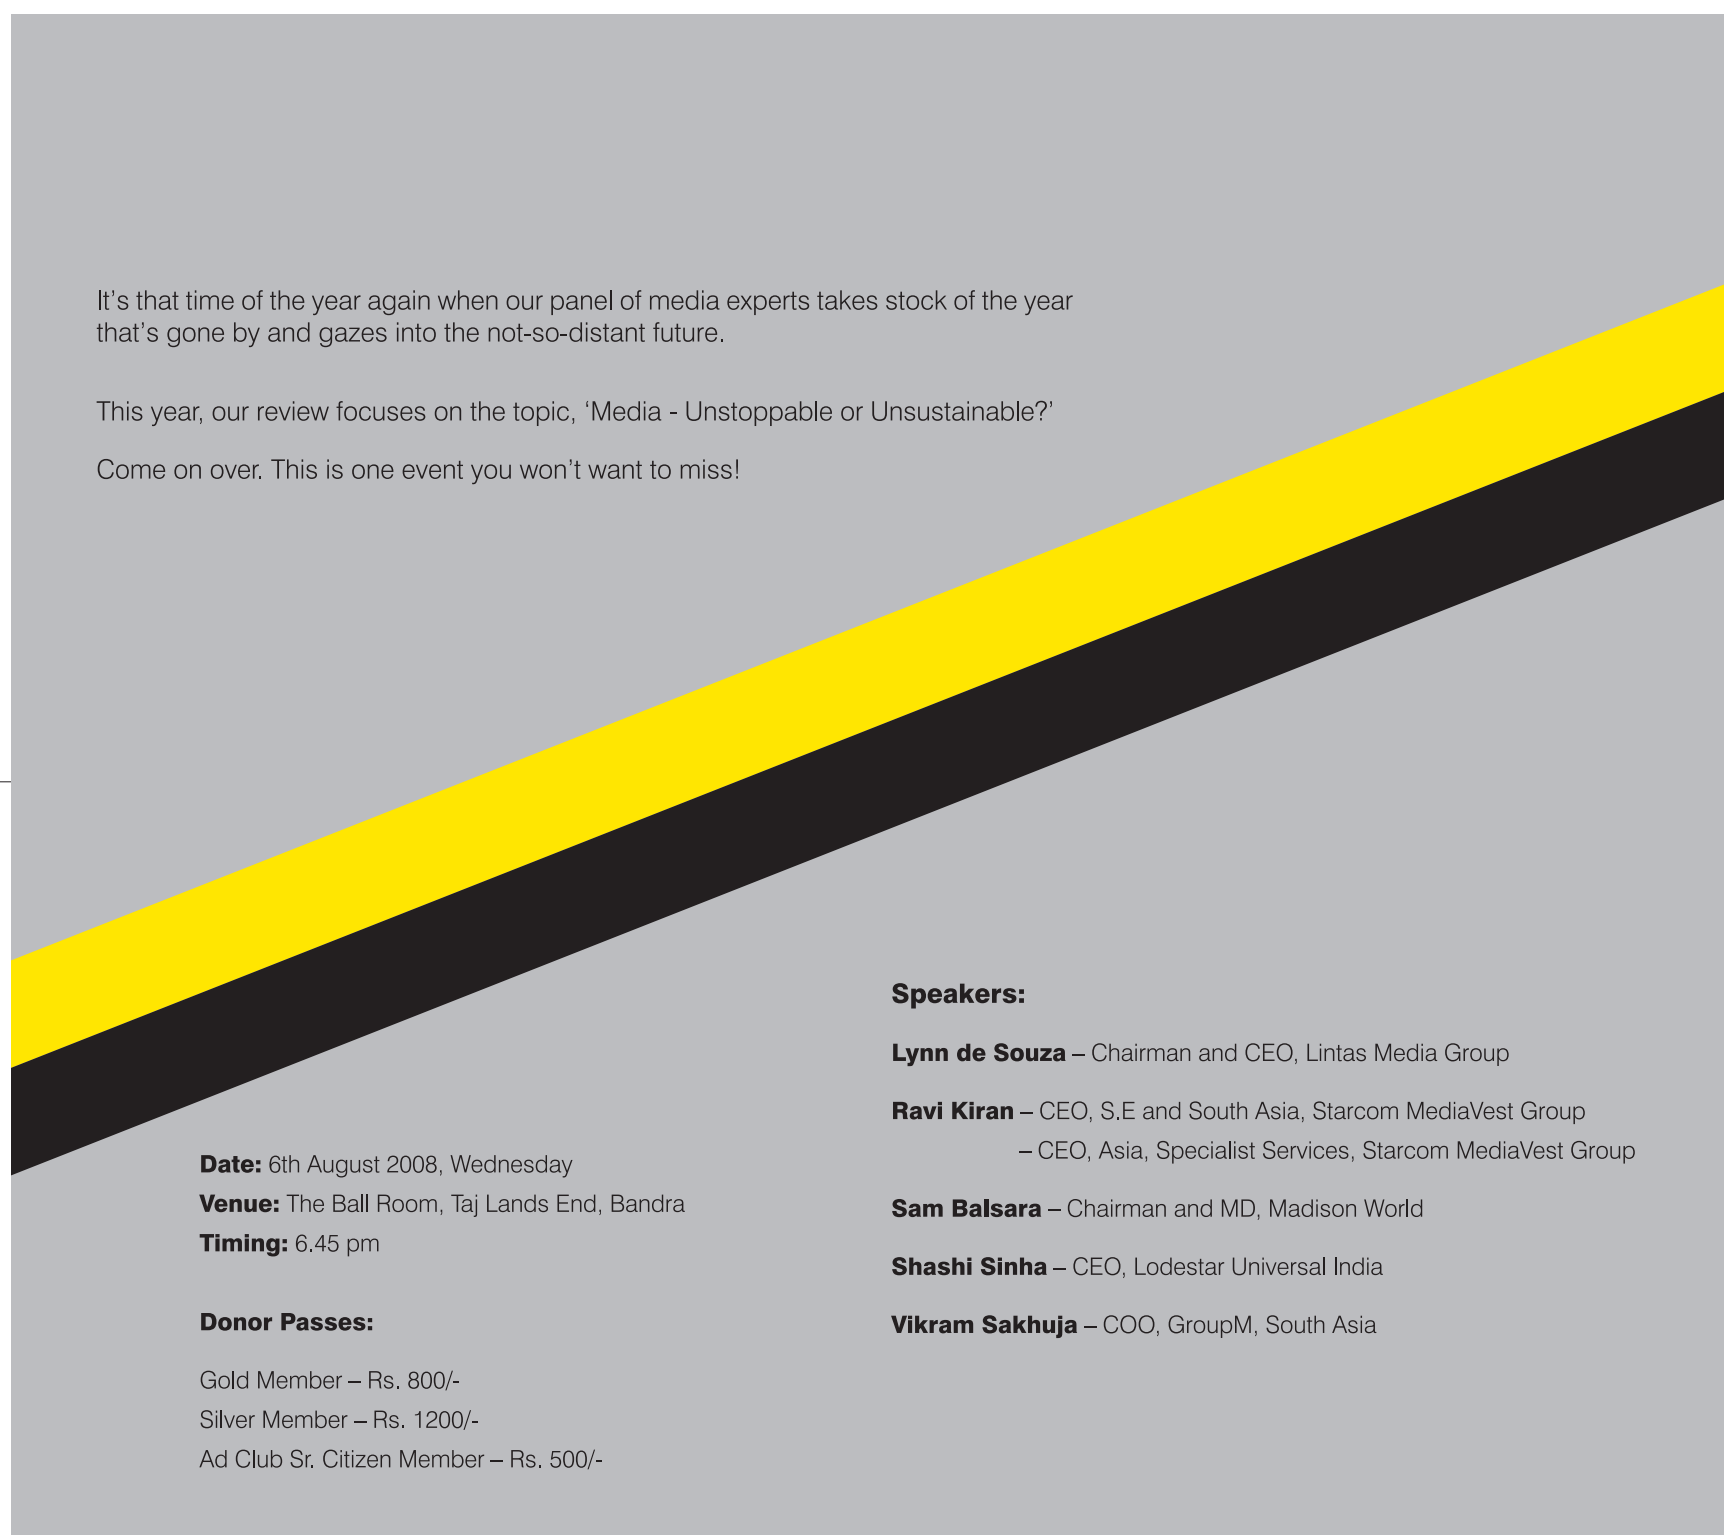 It’s that time of the year again when our panel of media experts takes stock of the year
that’s gone by and gazes into the not-so-distant future.
This year, our review focuses on the topic, ‘Media - Unstoppable or Unsustainable?’
Come on over. This is one event you won’t want to miss!
Date: 6th August 2008, Wednesday
Venue: The Ball Room, Taj Lands End, Bandra
Timing: 6.45 pm
Donor Passes:
Gold Member – Rs. 800/-
Silver Member – Rs. 1200/-
Ad Club Sr. Citizen Member – Rs. 500/-
Speakers:
Lynn de Souza – Chairman and CEO, Lintas Media Group
Ravi Kiran – CEO, S.E and South Asia, Starcom MediaVest Group
– CEO, Asia, Specialist Services, Starcom MediaVest Group
Sam Balsara – Chairman and MD, Madison World
Shashi Sinha – CEO, Lodestar Universal India
Vikram Sakhuja – COO, GroupM, South Asia